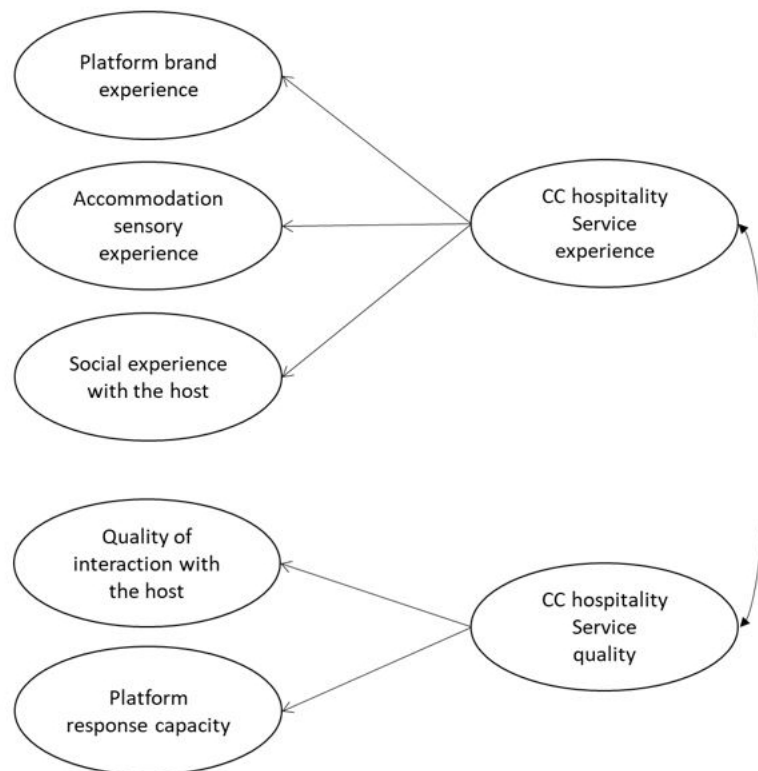 Platform brand
experience
Accommodation
sensory
experience
CC hospitality
Service
experience
Social experience
with the host
Quality of
interaction with
the host
CC hospitality
Service
quality
Platform
response capacity